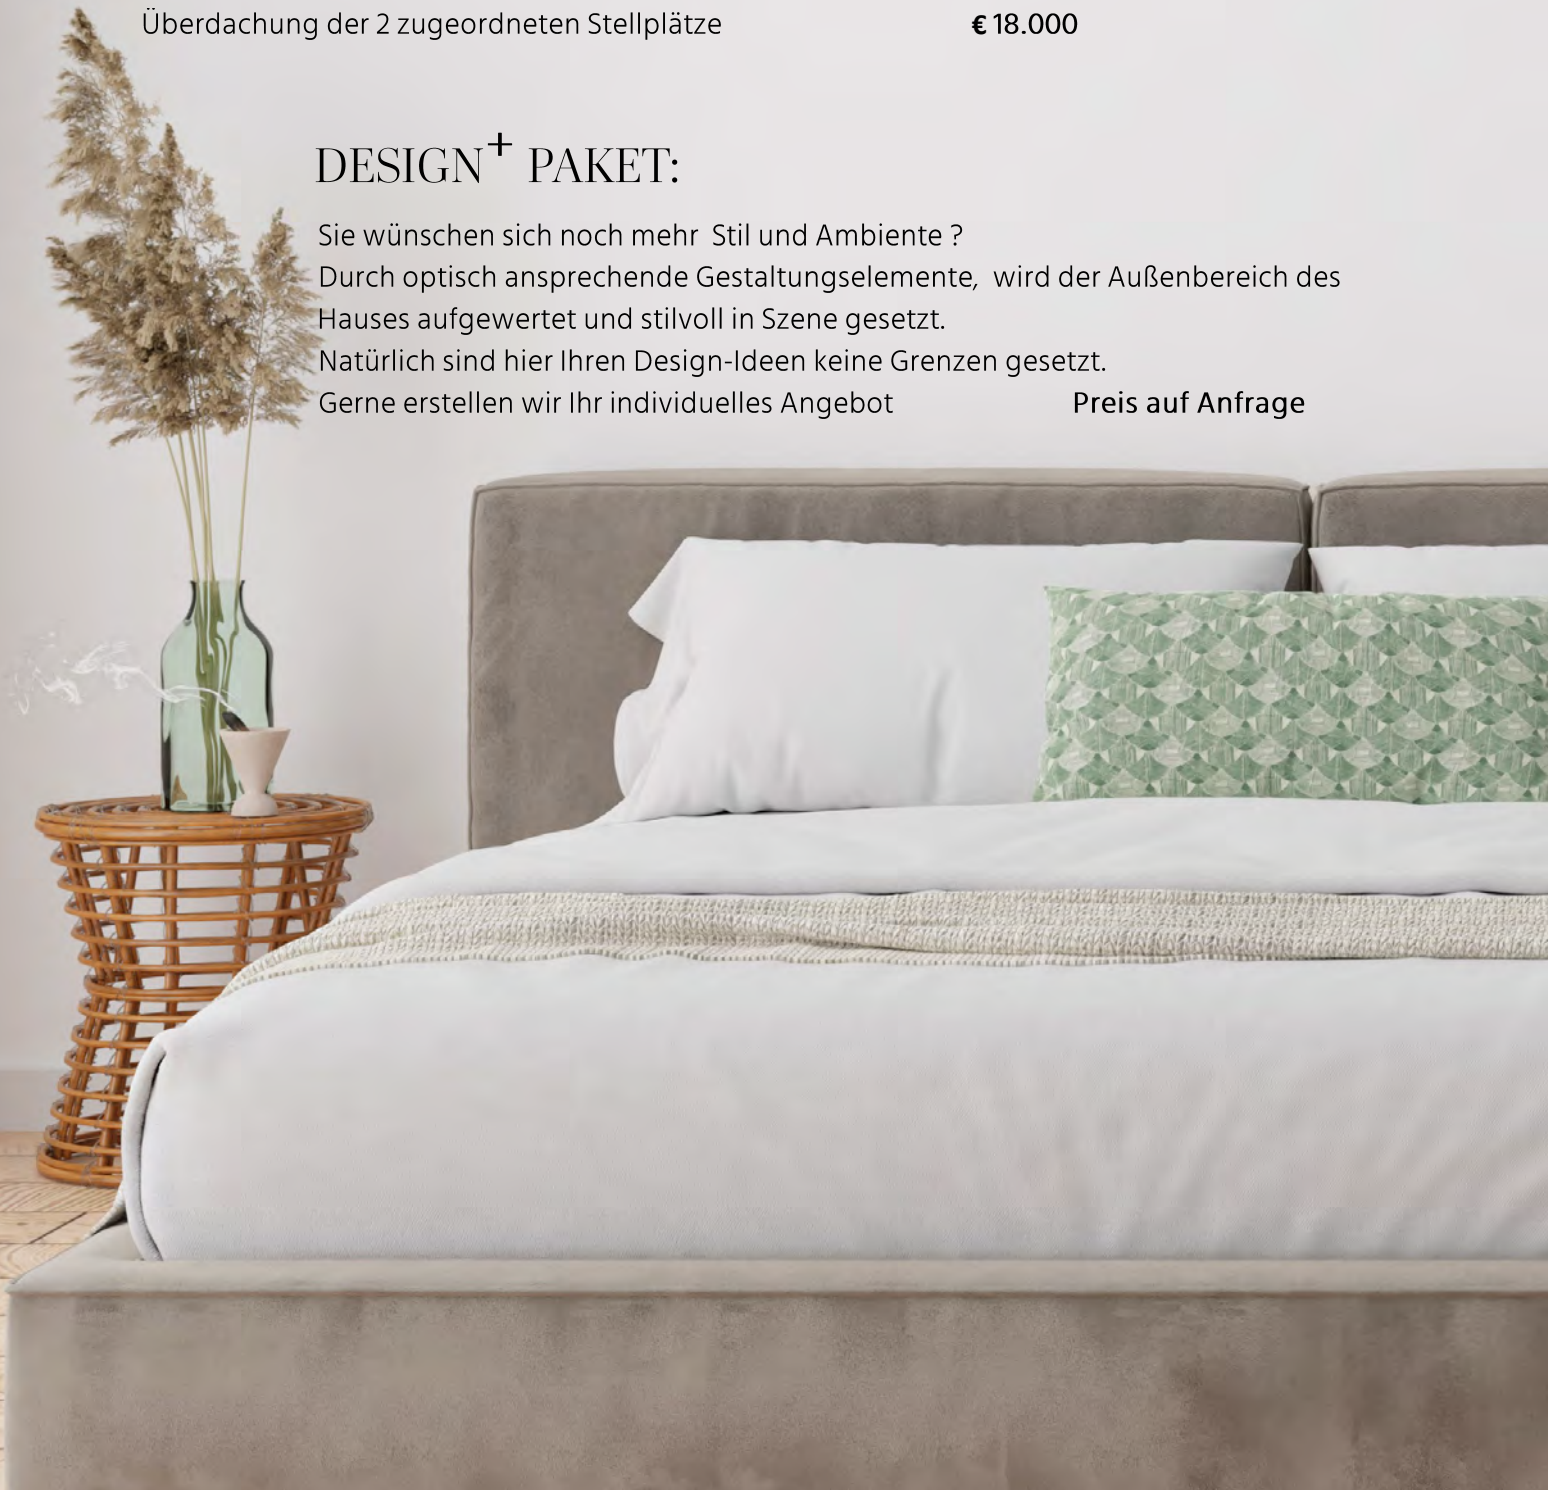 Überdachung der 2 zugeordneten Stellplätze € 18.000
DESIGN+ PAKET:
Sie wünschen sich noch mehr Stil und Ambiente ?
Durch optisch ansprechende Gestaltungselemente, wird der Außenbereich des
Hauses aufgewertet und stilvoll in Szene gesetzt.
Natürlich sind hier Ihren Design-Ideen keine Grenzen gesetzt.
Gerne erstellen wir Ihr individuelles Angebot Preis auf Anfrage